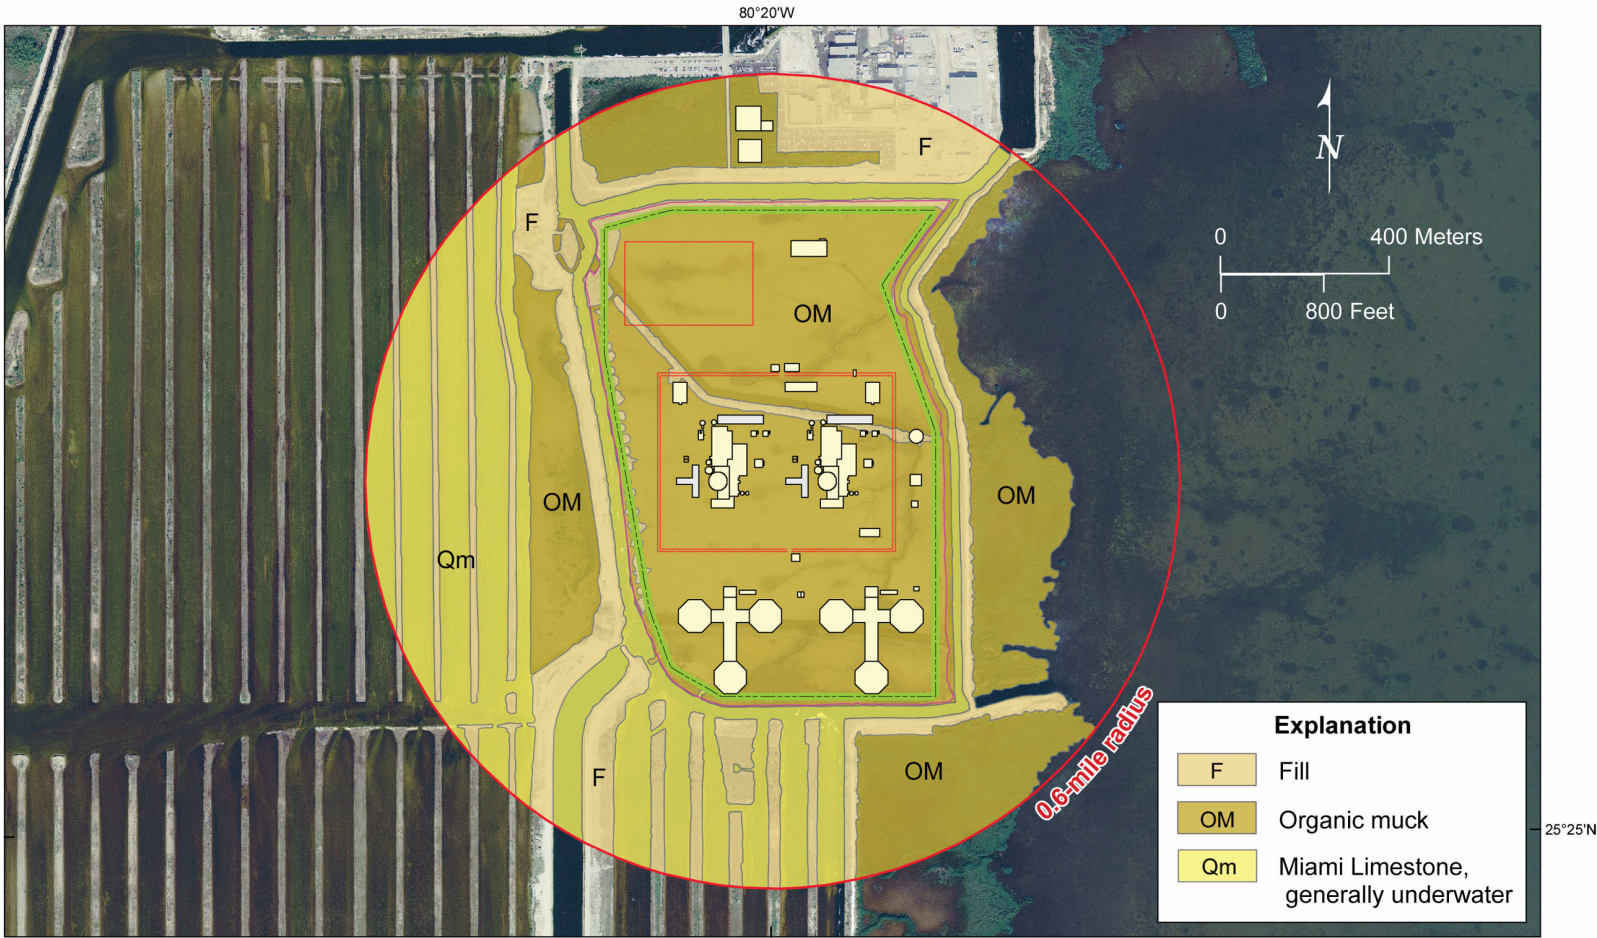 80°20'W
F
N
F
0 400 Meters
0 800 Feet
OM
OM
OM
Qm
0.6-mile radius
F
OM
Explanation
F Fill
OM Organic muck
Qm Miami Limestone,
generally underwater
25°25'N